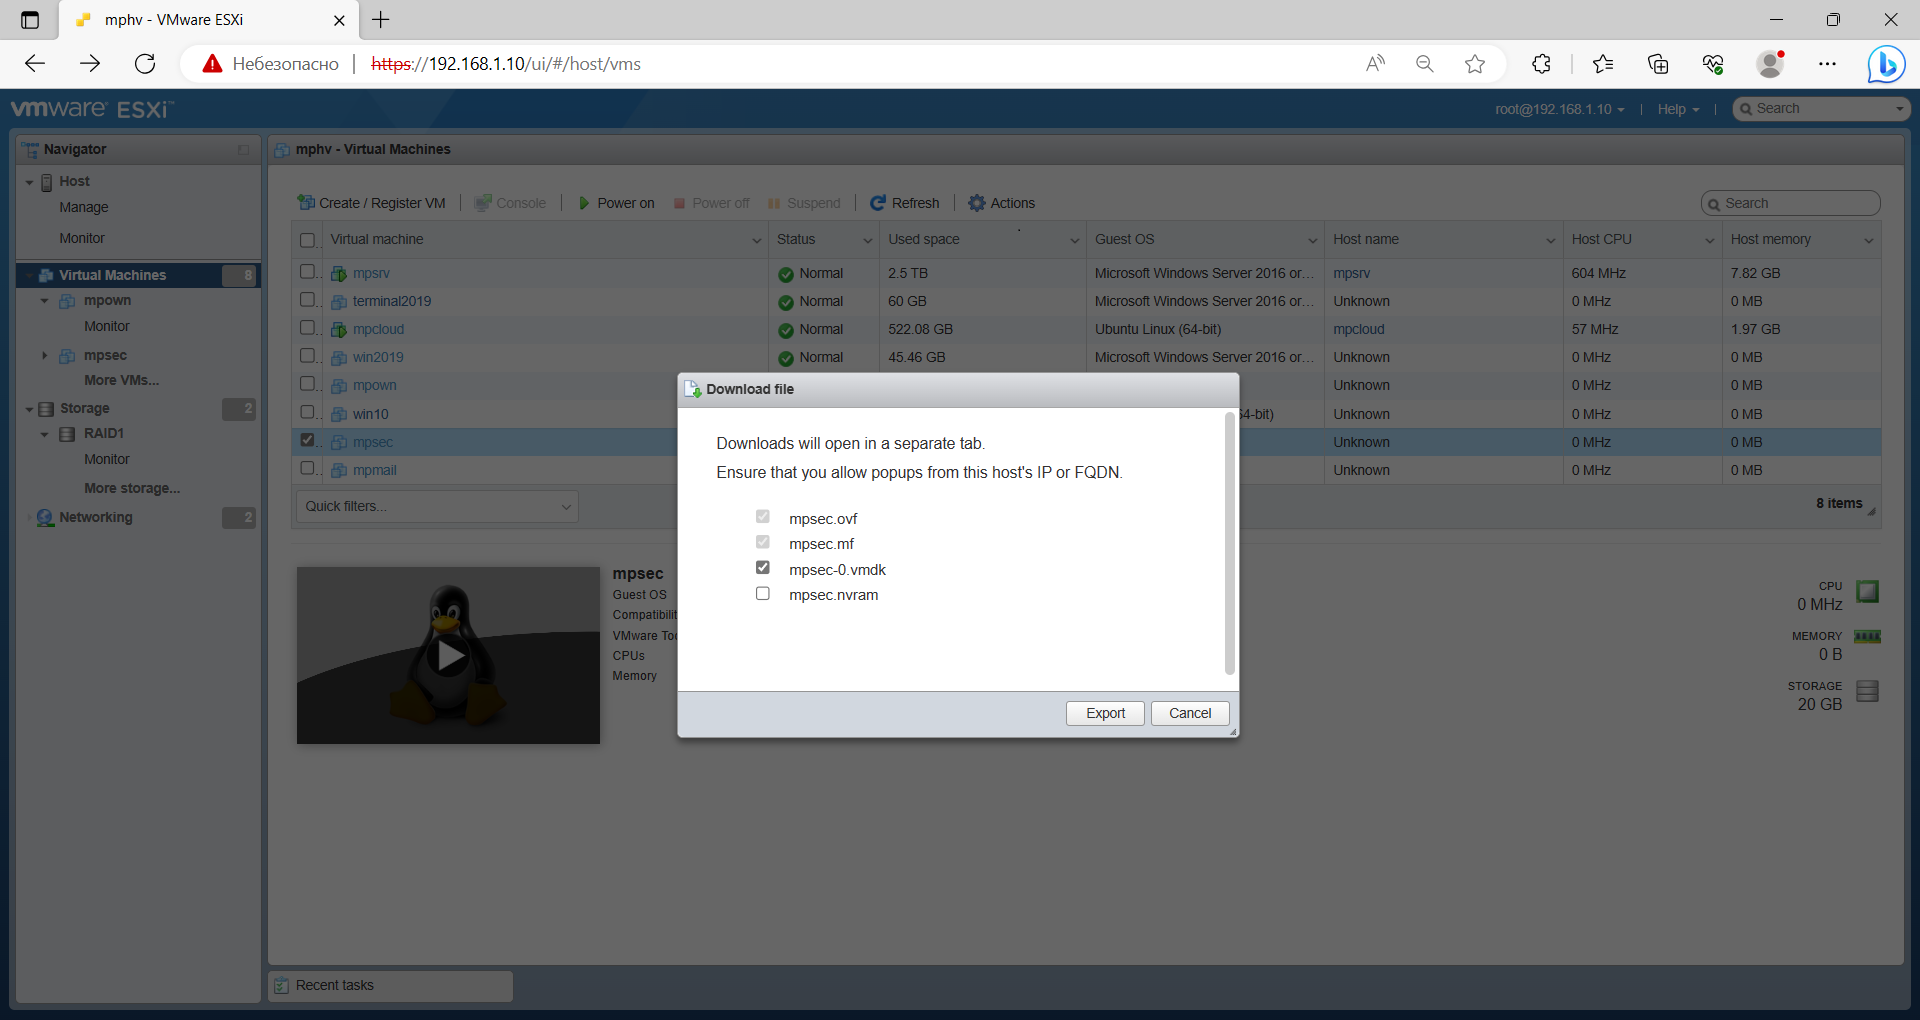 mphv - VMware ESXi
Небезопасно https://192.168.1.10/ui/#/host/vms
vmware ESXi™
root@192.168.1.10 | Help | Search
Navigator
Host
Manage
Monitor
Virtual Machines 8
mpown
Monitor
mpsec
More VMs...
Storage 2
RAID1
Monitor
More storage...
Networking 2
mphv - Virtual Machines
Create / Register VM | Console | Power on Power off Suspend | Refresh | Actions Search
Virtual machine Status Used space Guest OS Host name Host CPU Host memory
mpsrv Normal 2.5 TB Microsoft Windows Server 2016 or... mpsrv 604 MHz 7.82 GB
terminal2019 Normal 60 GB Microsoft Windows Server 2016 or... Unknown 0 MHz 0 MB
mpcloud Normal 522.08 GB Ubuntu Linux (64-bit) mpcloud 57 MHz 1.97 GB
win2019 Normal 45.46 GB Microsoft Windows Server 2016 or... Unknown 0 MHz 0 MB
mpown Unknown 0 MHz 0 MB
win10 64-bit) Unknown 0 MHz 0 MB
mpsec Unknown 0 MHz 0 MB
mpmail Unknown 0 MHz 0 MB
Quick filters... 8 items
Download file
Downloads will open in a separate tab.
Ensure that you allow popups from this host's IP or FQDN.
mpsec.ovf
mpsec.mf
mpsec-0.vmdk
mpsec.nvram
Export Cancel
mpsec
Guest OS
Compatibilit
VMware Too
CPUs
Memory
CPU
0 MHz
MEMORY
0 B
STORAGE
20 GB
Recent tasks